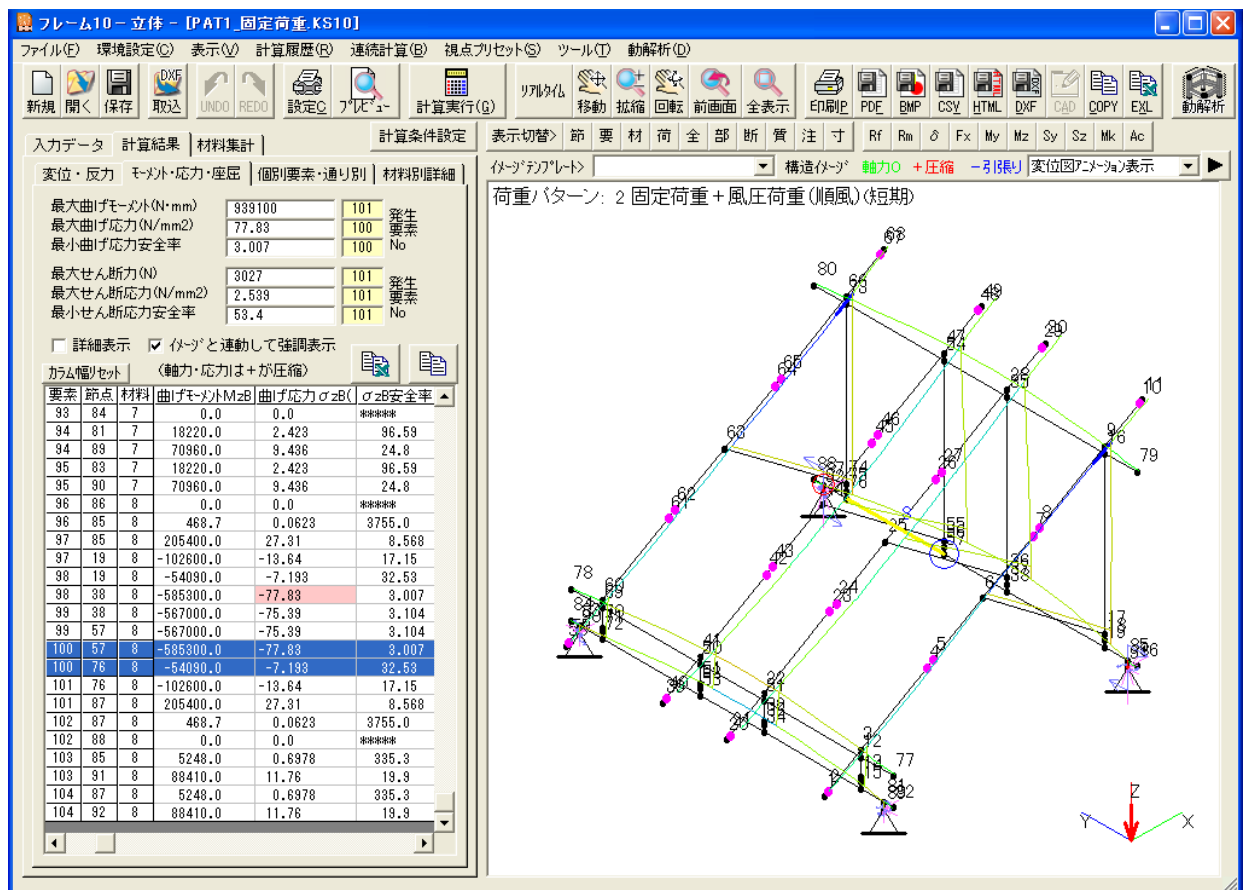 フレーム10－立体 - [PAT1_固定荷重.KS10]
ファイル(F) 環境設定(C) 表示(V) 計算履歴(R) 連続計算(B) 視点プリセット(S) ツール(T) 動解析(D)
新規 開く 保存 DXF 取込 UNDO REDO 設定C プレビュー 計算実行(G) リアルタイム 移動 拡縮 回転 前画面 全表示 印刷P PDF BMP CSV HTML DXF CAD COPY EXL 動解析
入力データ 計算結果 材料集計 計算条件設定 表示切替> 節 要 材 荷 全 部 断 質 注 寸 Rf Rm δ Fx My Mz Sy Sz Mk Ac
変位・反力 モーメント・応力・座屈 個別要素・通り別 材料別詳細 イメージテンプレート> 構造イメージ 軸力0 +圧縮 -引張り 変位図アニメーション表示
荷重パターン: 2 固定荷重＋風圧荷重(順風)(短期)
最大曲げモーメント(N・mm) 939100 101 発生
最大曲げ応力(N/mm2) 77.83 100 要素
最小曲げ応力安全率 3.007 100 No
最大せん断力(N) 3027 101 発生
最大せん断応力(N/mm2) 2.539 101 要素
最小せん断応力安全率 53.4 101 No
詳細表示 イメージと連動して強調表示
カラム幅リセット (軸力・応力は+が圧縮)
要素 節点 材料 曲げモーメントMzB 曲げ応力σzB( σzB安全率
93 84 7 0.0 0.0 *****
94 81 7 18220.0 2.423 96.59
94 89 7 70960.0 9.436 24.8
95 83 7 18220.0 2.423 96.59
95 90 7 70960.0 9.436 24.8
96 86 8 0.0 0.0 *****
96 85 8 468.7 0.0623 3755.0
97 85 8 205400.0 27.31 8.568
97 19 8 -102600.0 -13.64 17.15
98 19 8 -54090.0 -7.193 32.53
98 38 8 -585300.0 -77.83 3.007
99 38 8 -567000.0 -75.39 3.104
99 57 8 -567000.0 -75.39 3.104
100 57 8 -585300.0 -77.83 3.007
100 76 8 -54090.0 -7.193 32.53
101 76 8 -102600.0 -13.64 17.15
101 87 8 205400.0 27.31 8.568
102 87 8 468.7 0.0623 3755.0
102 88 8 0.0 0.0 *****
103 85 8 5248.0 0.6978 335.3
103 91 8 88410.0 11.76 19.9
104 87 8 5248.0 0.6978 335.3
104 92 8 88410.0 11.76 19.9
80
63
79
78
77
Z
Y X